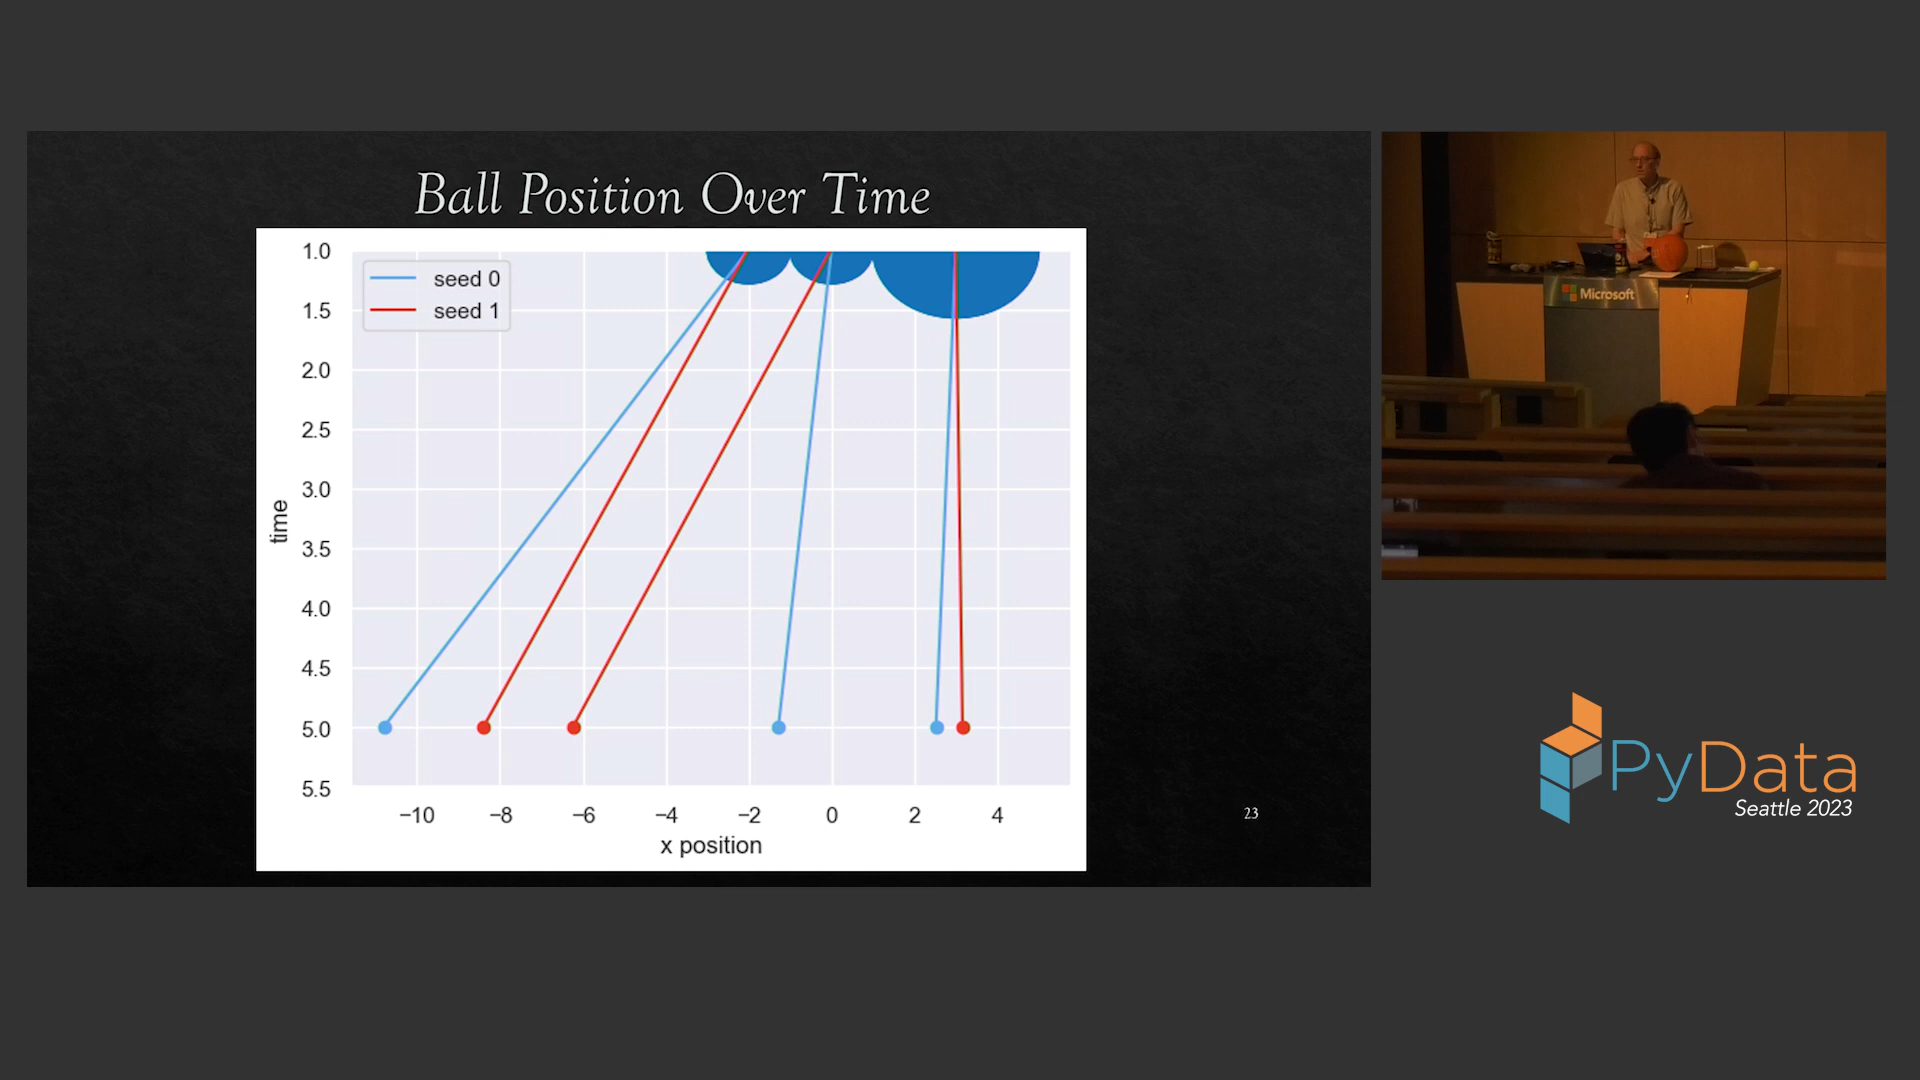 Ball Position Over Time
1.0
1.5
2.0
2.5
3.0
3.5
4.0
4.5
5.0
5.5
time
seed 0
seed 1
−10
−8
−6
−4
−2
0
2
4
x position
23
Microsoft
PyData
Seattle 2023